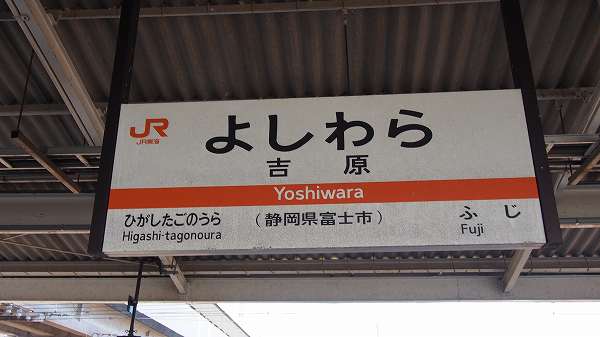 JR
JR東海
よしわら
吉原
Yoshiwara
ひがしたごのうら
Higashi-tagonoura
（静岡県富士市）
ふじ
Fuji